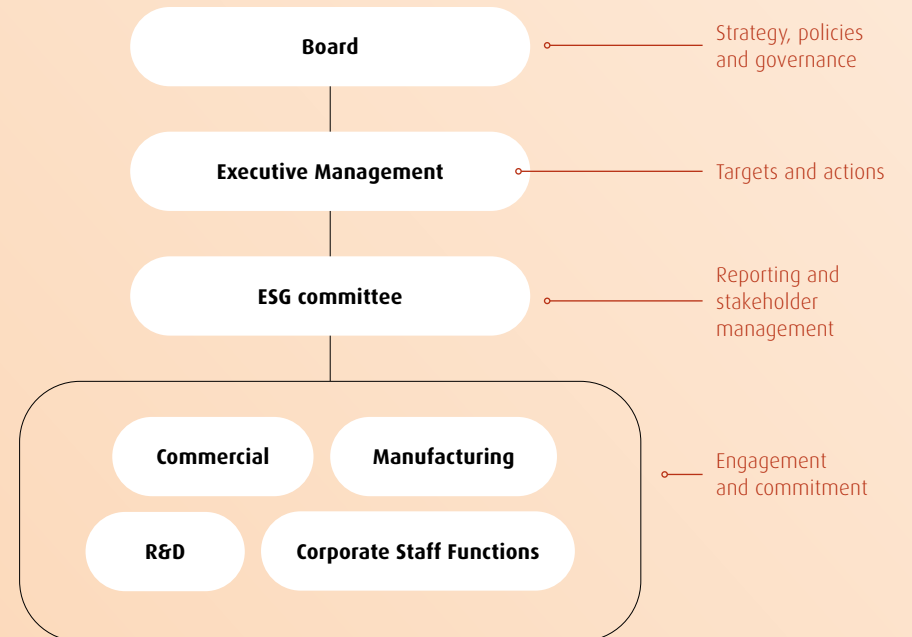 Board
Strategy, policies
and governance
Executive Management
Targets and actions
ESG committee
Reporting and
stakeholder
management
Commercial
Manufacturing
Engagement
and commitment
R&D
Corporate Staff Functions